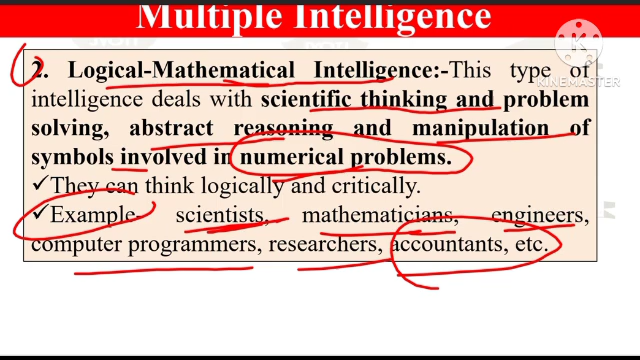 Multiple Intelligence
KINEMASTER
2. Logical-Mathematical Intelligence:-This type of
intelligence deals with scientific thinking and problem
solving, abstract reasoning and manipulation of
symbols involved in numerical problems.
✓They can think logically and critically.
✓Example- scientists, mathematicians, engineers,
computer programmers, researchers, accountants, etc.